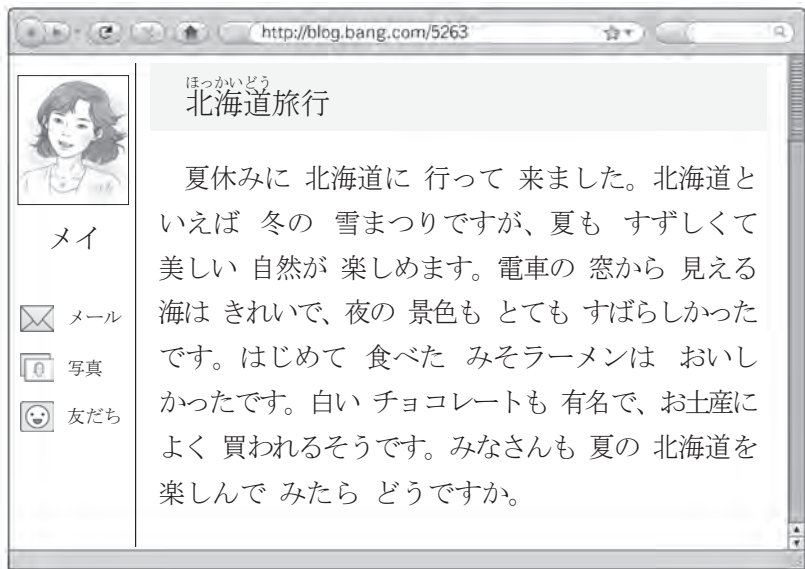 http://blog.bang.com/5263
ほっかいどう
北海道旅行
メイ
メール
写真
友だち
夏休みに 北海道に 行って 来ました。北海道と
いえば 冬の 雪まつりですが、夏も すずしくて
美しい 自然が 楽しめます。電車の 窓から 見える
海は きれいで、夜の 景色も とても すばらしかった
です。はじめて 食べた みそラーメンは おいし
かったです。白い チョコレートも 有名で、お土産に
よく 買われるそうです。みなさんも 夏の 北海道を
楽しんで みたら どうですか。